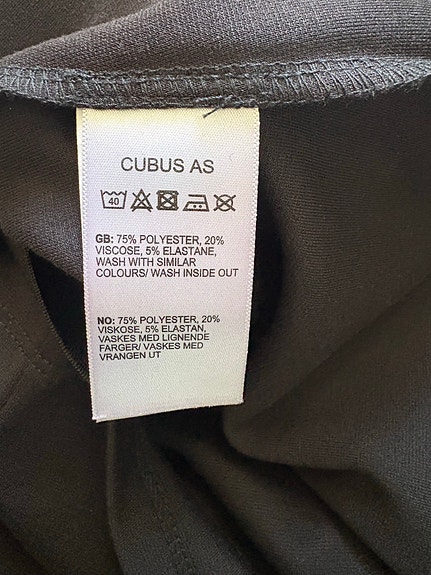 CUBUS AS
40
GB: 75% POLYESTER, 20%
VISCOSE, 5% ELASTANE,
WASH WITH SIMILAR
COLOURS/ WASH INSIDE OUT
NO: 75% POLYESTER, 20%
VISKOSE, 5% ELASTAN,
VASKES MED LIGNENDE
FARGER/ VASKES MED
VRANGEN UT